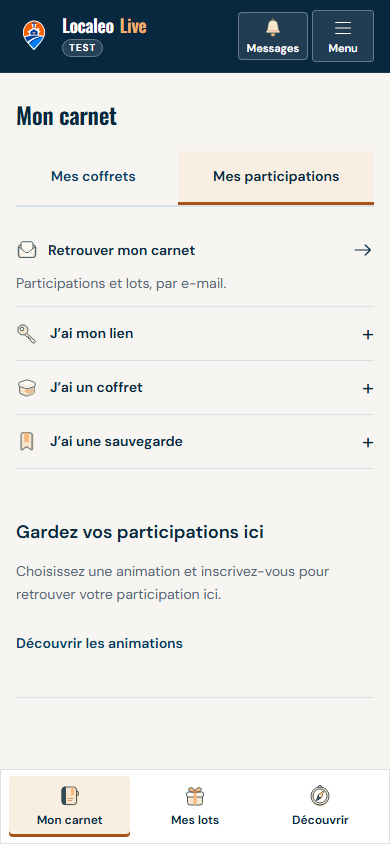 Localeo Live
TEST
Messages
Menu
Mon carnet
Mes coffrets
Mes participations
Retrouver mon carnet
Participations et lots, par e-mail.
J’ai mon lien
J’ai un coffret
J’ai une sauvegarde
Gardez vos participations ici
Choisissez une animation et inscrivez-vous pour
retrouver votre participation ici.
Découvrir les animations
Mon carnet
Mes lots
Découvrir